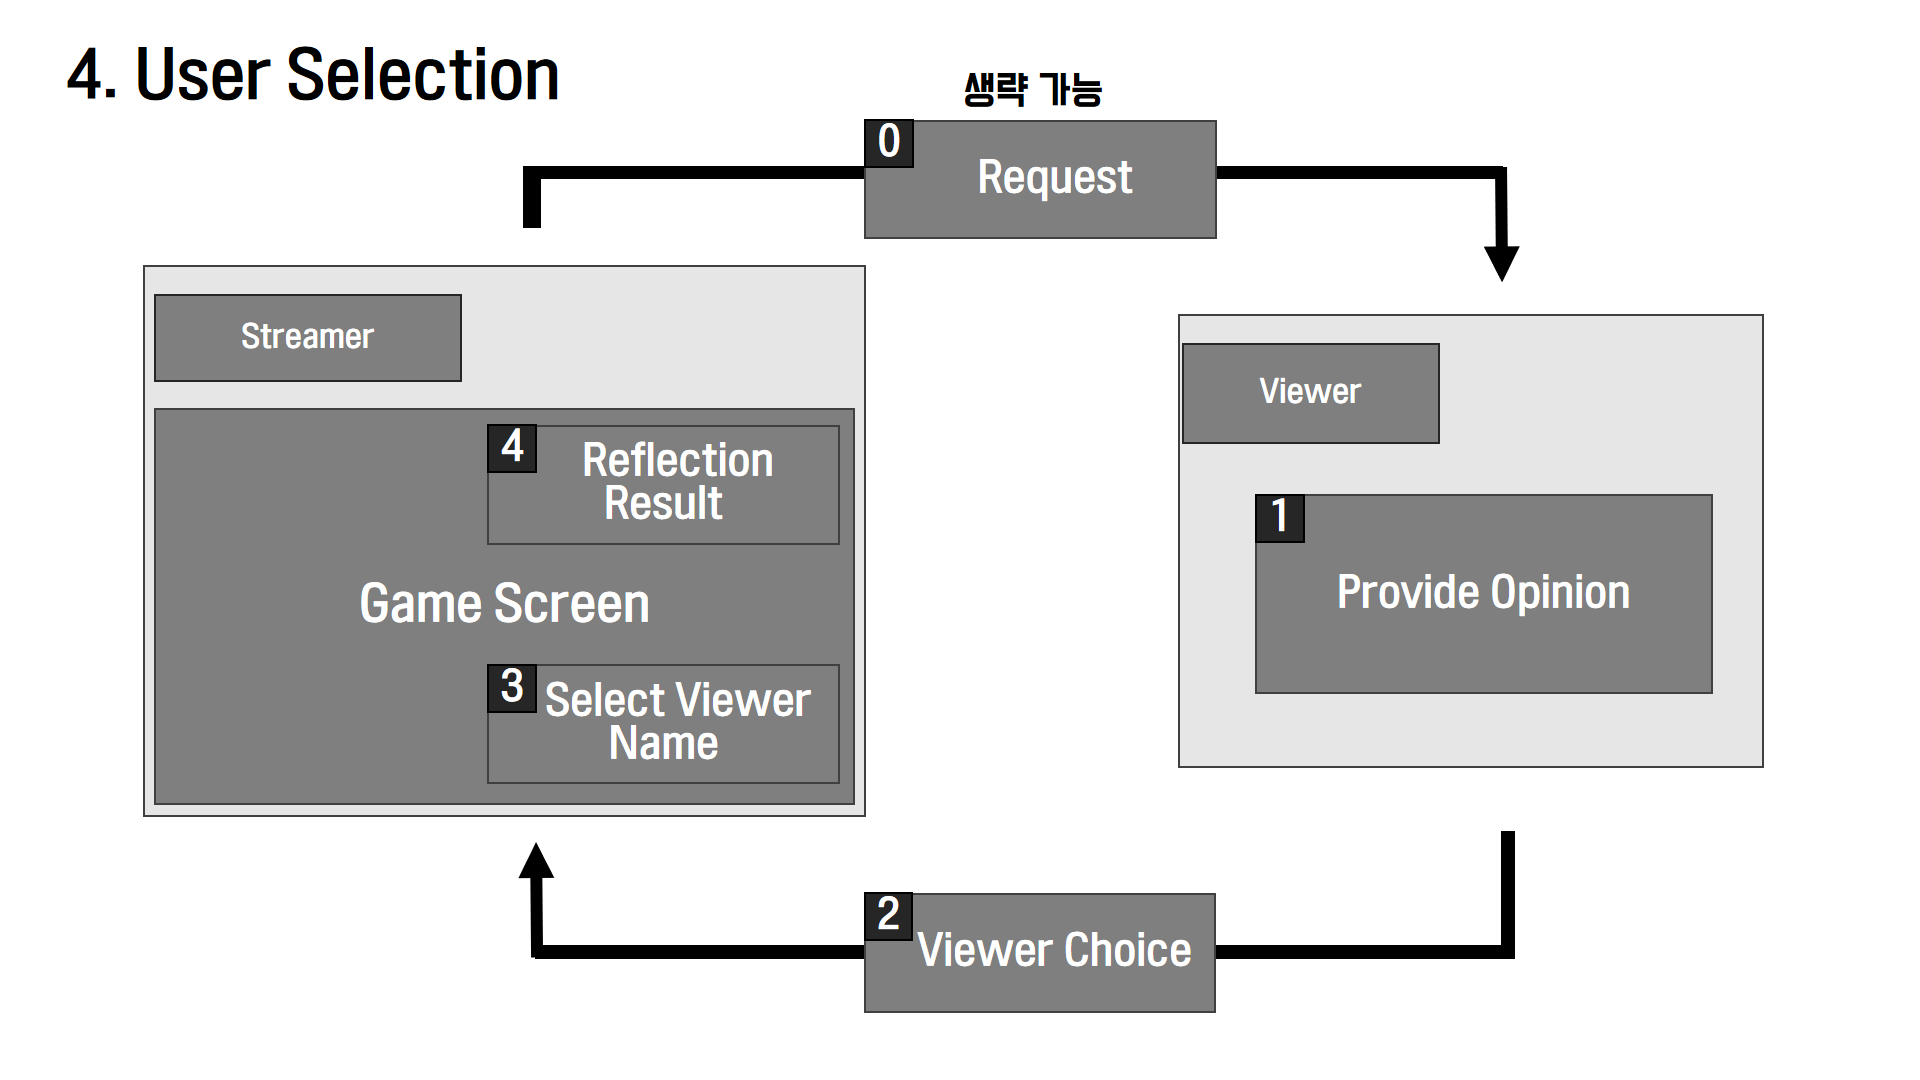 4. User Selection
생략 가능
0
Request
Streamer
4
Reflection
Result
Game Screen
3
Select Viewer
Name
Viewer
1
Provide Opinion
2
Viewer Choice